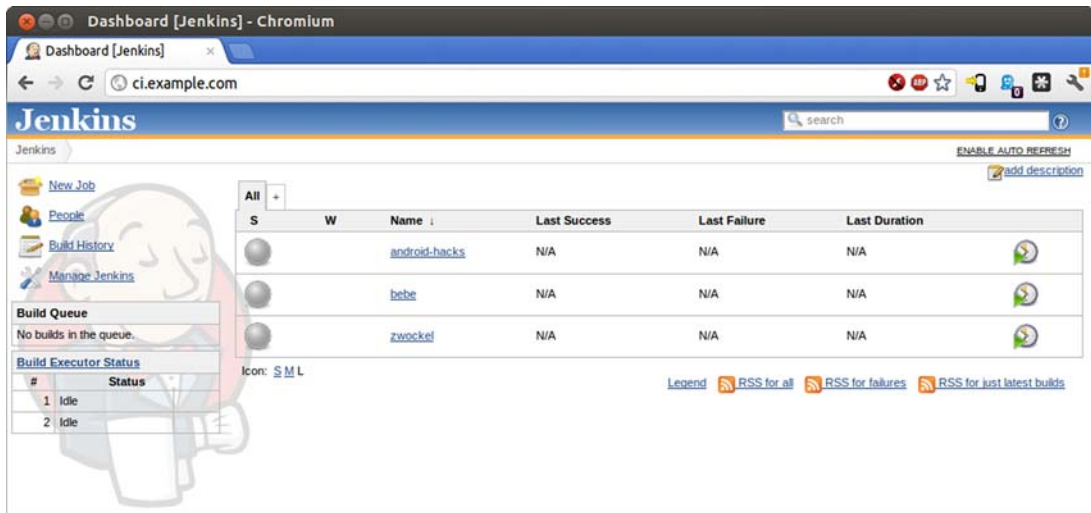 Dashboard [Jenkins] - Chromium
Dashboard [Jenkins]
ci.example.com
ABP
0
Jenkins
search
Jenkins
ENABLE AUTO REFRESH
add description
New Job
People
Build History
Manage Jenkins
Build Queue
No builds in the queue.
Build Executor Status
# Status
1 Idle
2 Idle
All +
S W Name ↓ Last Success Last Failure Last Duration
android-hacks N/A N/A N/A
bebe N/A N/A N/A
zwockel N/A N/A N/A
Icon: S M L
Legend RSS for all RSS for failures RSS for just latest builds